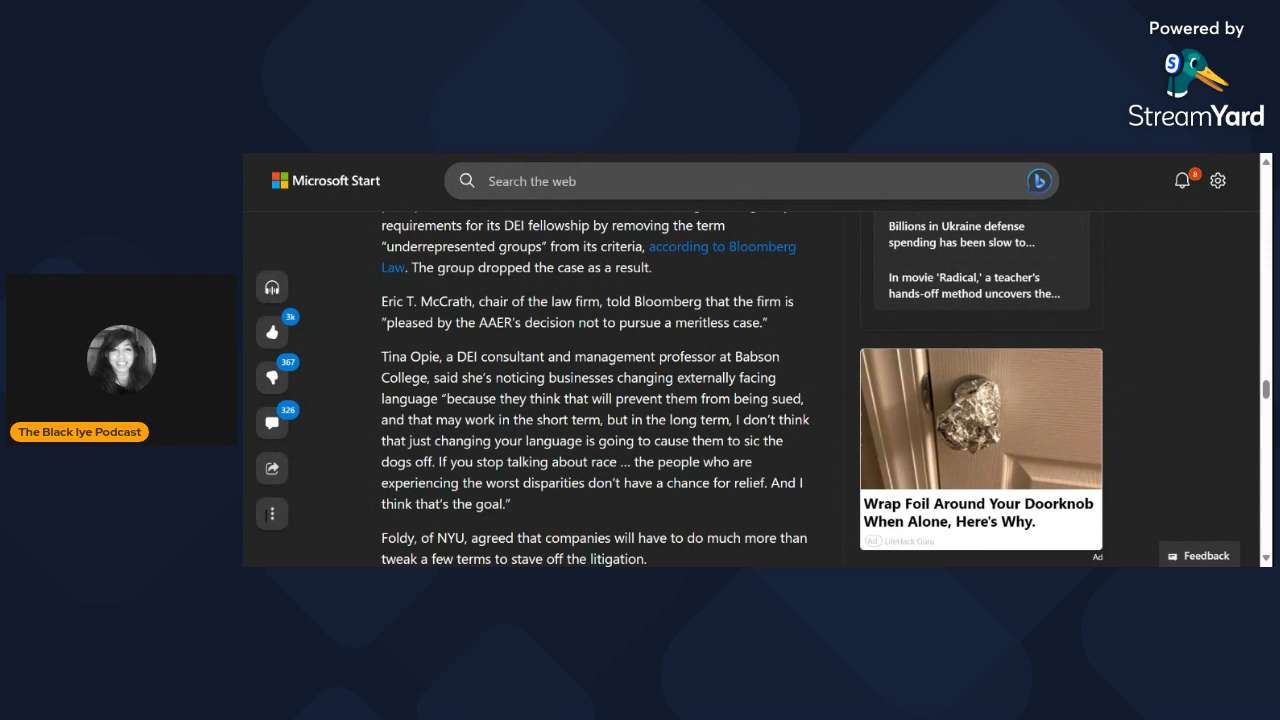 Powered by
StreamYard
Microsoft Start
Search the web
8
requirements for its DEI fellowship by removing the term
“underrepresented groups” from its criteria, according to Bloomberg
Law. The group dropped the case as a result.
Eric T. McCrath, chair of the law firm, told Bloomberg that the firm is
“pleased by the AAER’s decision not to pursue a meritless case.”
Tina Opie, a DEI consultant and management professor at Babson
College, said she’s noticing businesses changing externally facing
language “because they think that will prevent them from being sued,
and that may work in the short term, but in the long term, I don’t think
that just changing your language is going to cause them to sic the
dogs off. If you stop talking about race … the people who are
experiencing the worst disparities don’t have a chance for relief. And I
think that’s the goal.”
Foldy, of NYU, agreed that companies will have to do much more than
tweak a few terms to stave off the litigation.
3k
367
326
Billions in Ukraine defense
spending has been slow to...
In movie 'Radical,' a teacher's
hands-off method uncovers the...
Wrap Foil Around Your Doorknob
When Alone, Here's Why.
Ad LifeHack Guru
Ad
Feedback
The Black Iye Podcast